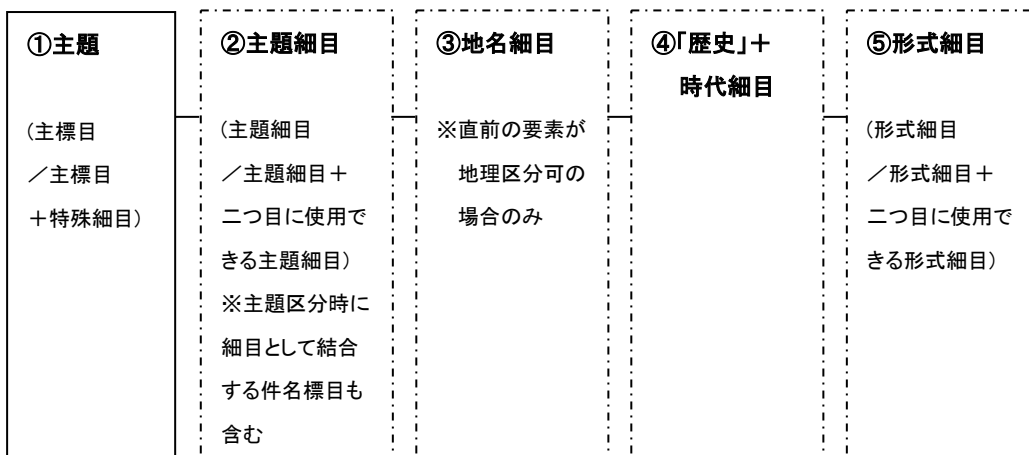 ①主題
(主標目
／主標目
＋特殊細目)
②主題細目
(主題細目
／主題細目＋
二つ目に使用で
きる主題細目)
※主題区分時に
細目として結合
する件名標目も
含む
③地名細目
※直前の要素が
地理区分可の
場合のみ
④「歴史」＋
時代細目
⑤形式細目
(形式細目
／形式細目＋
二つ目に使用で
きる形式細目)